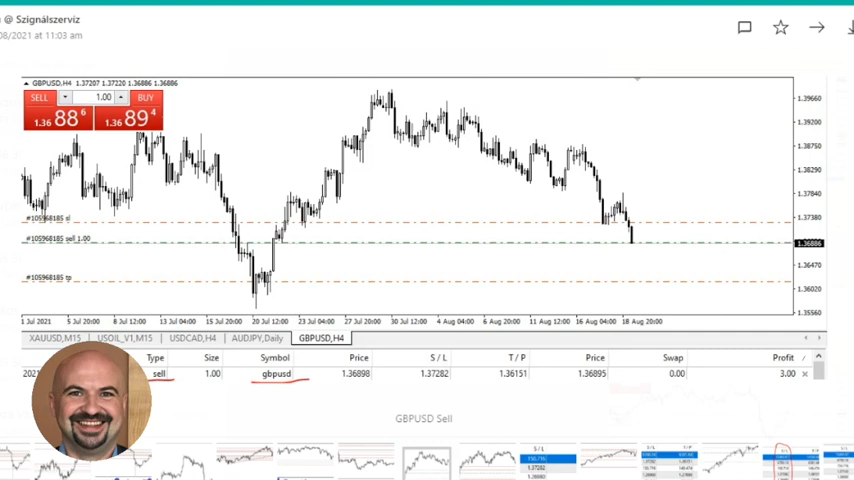 @ Szignálszervíz
08/2021 at 11:03 am
GBPUSD,H4 1.37207 1.37220 1.36886 1.36886
SELL 1.00 BUY
1.36 88 6 1.36 89 4
1.39660
1.39200
1.38750
1.38290
1.37840
1.37380
1.36886
1.36470
1.36020
1.35560
#105968185 sl
#105968185 sell 1.00
#105968185 tp
1 Jul 2021 5 Jul 20:00 8 Jul 12:00 13 Jul 04:00 15 Jul 20:00 20 Jul 12:00 23 Jul 04:00 27 Jul 20:00 30 Jul 12:00 4 Aug 04:00 6 Aug 20:00 11 Aug 12:00 16 Aug 04:00 18 Aug 20:00
XAUUSD,M15 USOIL_V1,M15 USDCAD,H4 AUDJPY,Daily GBPUSD,H4
Type Size Symbol Price S / L T / P Price Swap Profit
2021 sell 1.00 gbpusd 1.36898 1.37282 1.36151 1.36895 0.00 3.00
GBPUSD Sell
S / L
150.716
1.37282